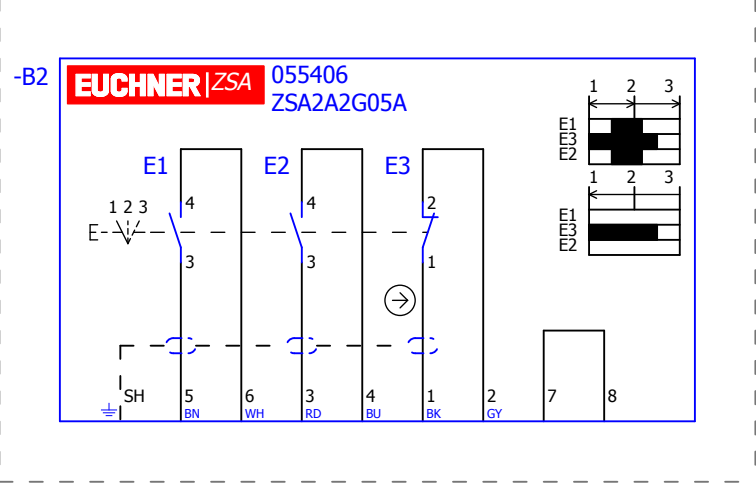 -B2
EUCHNER ZSA
055406
ZSA2A2G05A
1 2 3
E1
E3
E2
1 2 3
E1
E3
E2
E1 E2 E3
4 4 2
1 2 3
E
3 3 1
SH 5 6 3 4 1 2 7 8
BN WH RD BU BK GY